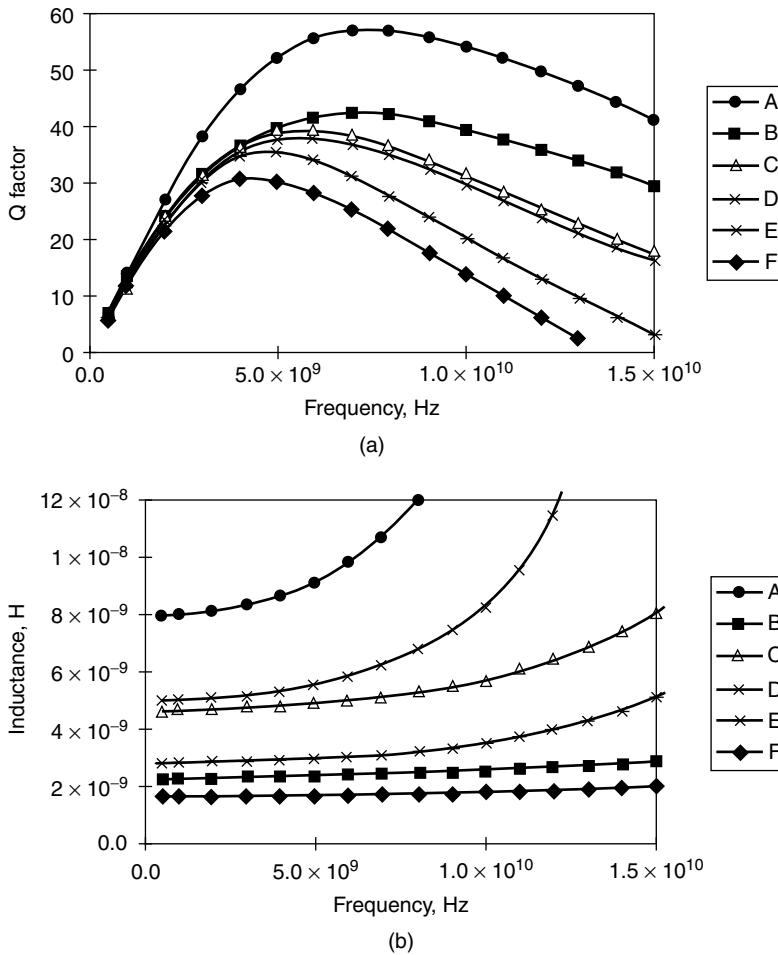 60
50
40
30
20
10
0
Q factor
0.0
5.0 × 10⁹
1.0 × 10¹⁰
1.5 × 10¹⁰
Frequency, Hz
A
B
C
D
E
F
(a)
12 × 10⁻⁸
1 × 10⁻⁸
8 × 10⁻⁹
6 × 10⁻⁹
4 × 10⁻⁹
2 × 10⁻⁹
0.0
Inductance, H
0.0
5.0 × 10⁹
1.0 × 10¹⁰
1.5 × 10¹⁰
Frequency, Hz
A
B
C
D
E
F
(b)